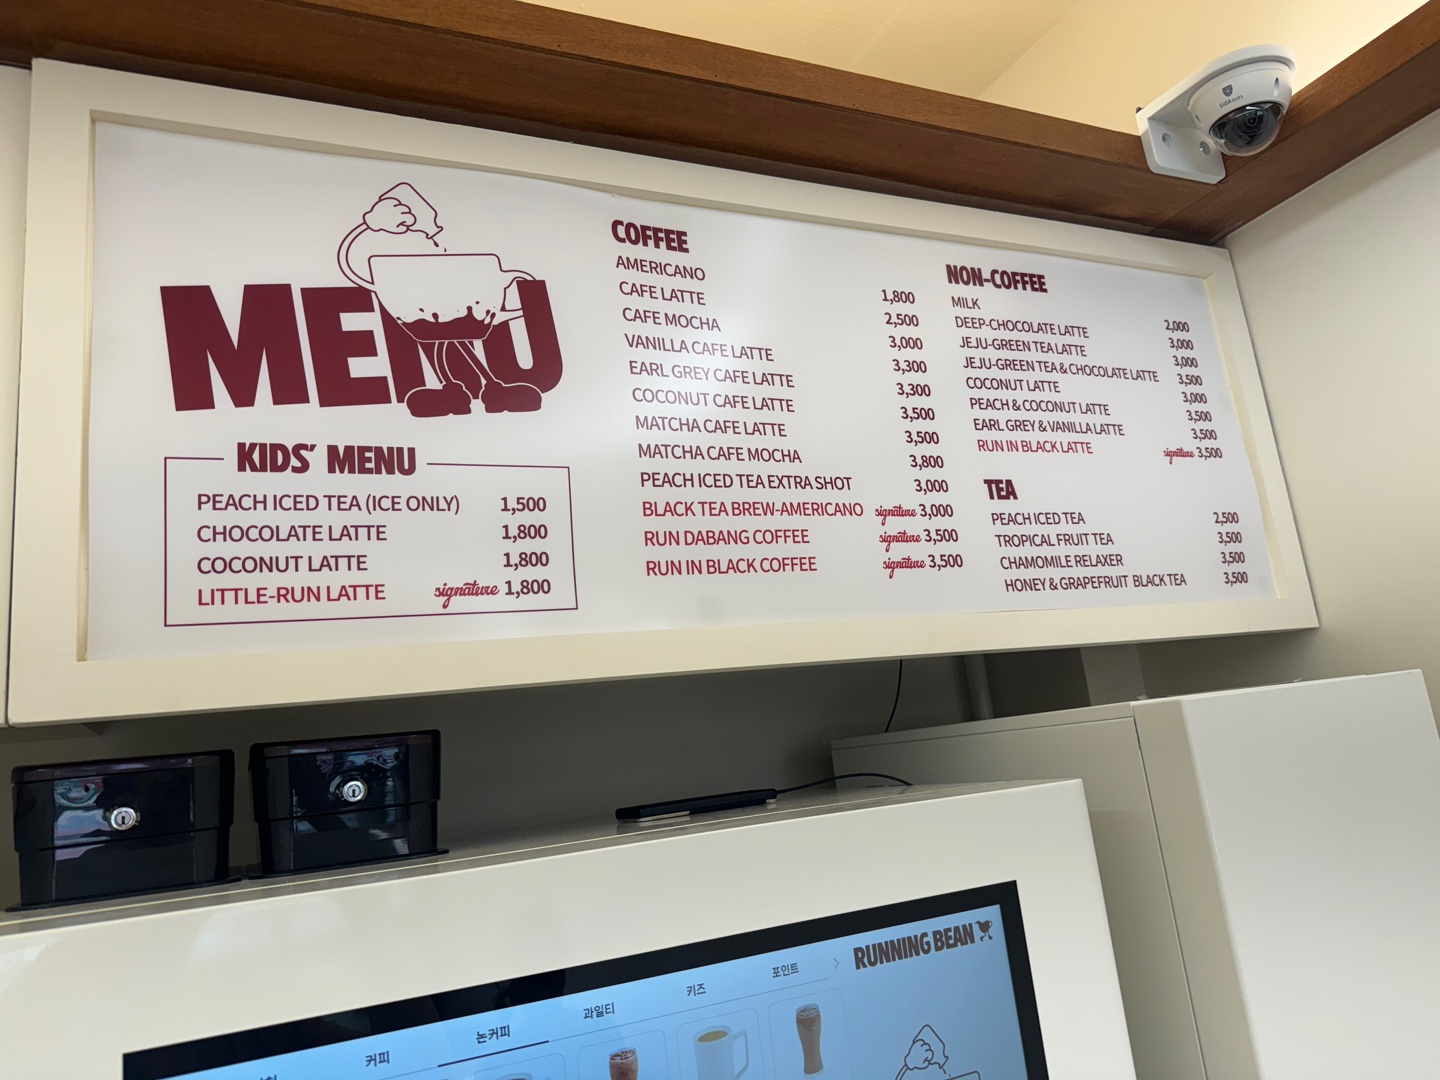 MENU
KIDS' MENU
PEACH ICED TEA (ICE ONLY) 1,500
CHOCOLATE LATTE 1,800
COCONUT LATTE 1,800
LITTLE-RUN LATTE signature 1,800
COFFEE
AMERICANO 1,800
CAFE LATTE 2,500
CAFE MOCHA 3,000
VANILLA CAFE LATTE 3,300
EARL GREY CAFE LATTE 3,300
COCONUT CAFE LATTE 3,500
MATCHA CAFE LATTE 3,500
MATCHA CAFE MOCHA 3,800
PEACH ICED TEA EXTRA SHOT 3,000
BLACK TEA BREW-AMERICANO signature 3,000
RUN DABANG COFFEE signature 3,500
RUN IN BLACK COFFEE signature 3,500
NON-COFFEE
MILK 2,000
DEEP-CHOCOLATE LATTE 3,000
JEJU-GREEN TEA LATTE 3,000
JEJU-GREEN TEA & CHOCOLATE LATTE 3,500
COCONUT LATTE 3,000
PEACH & COCONUT LATTE 3,500
EARL GREY & VANILLA LATTE 3,500
RUN IN BLACK LATTE signature 3,500
TEA
PEACH ICED TEA 2,500
TROPICAL FRUIT TEA 3,500
CHAMOMILE RELAXER 3,500
HONEY & GRAPEFRUIT BLACK TEA 3,500
RUNNING BEAN
커피 논커피 과일티 키즈 포인트